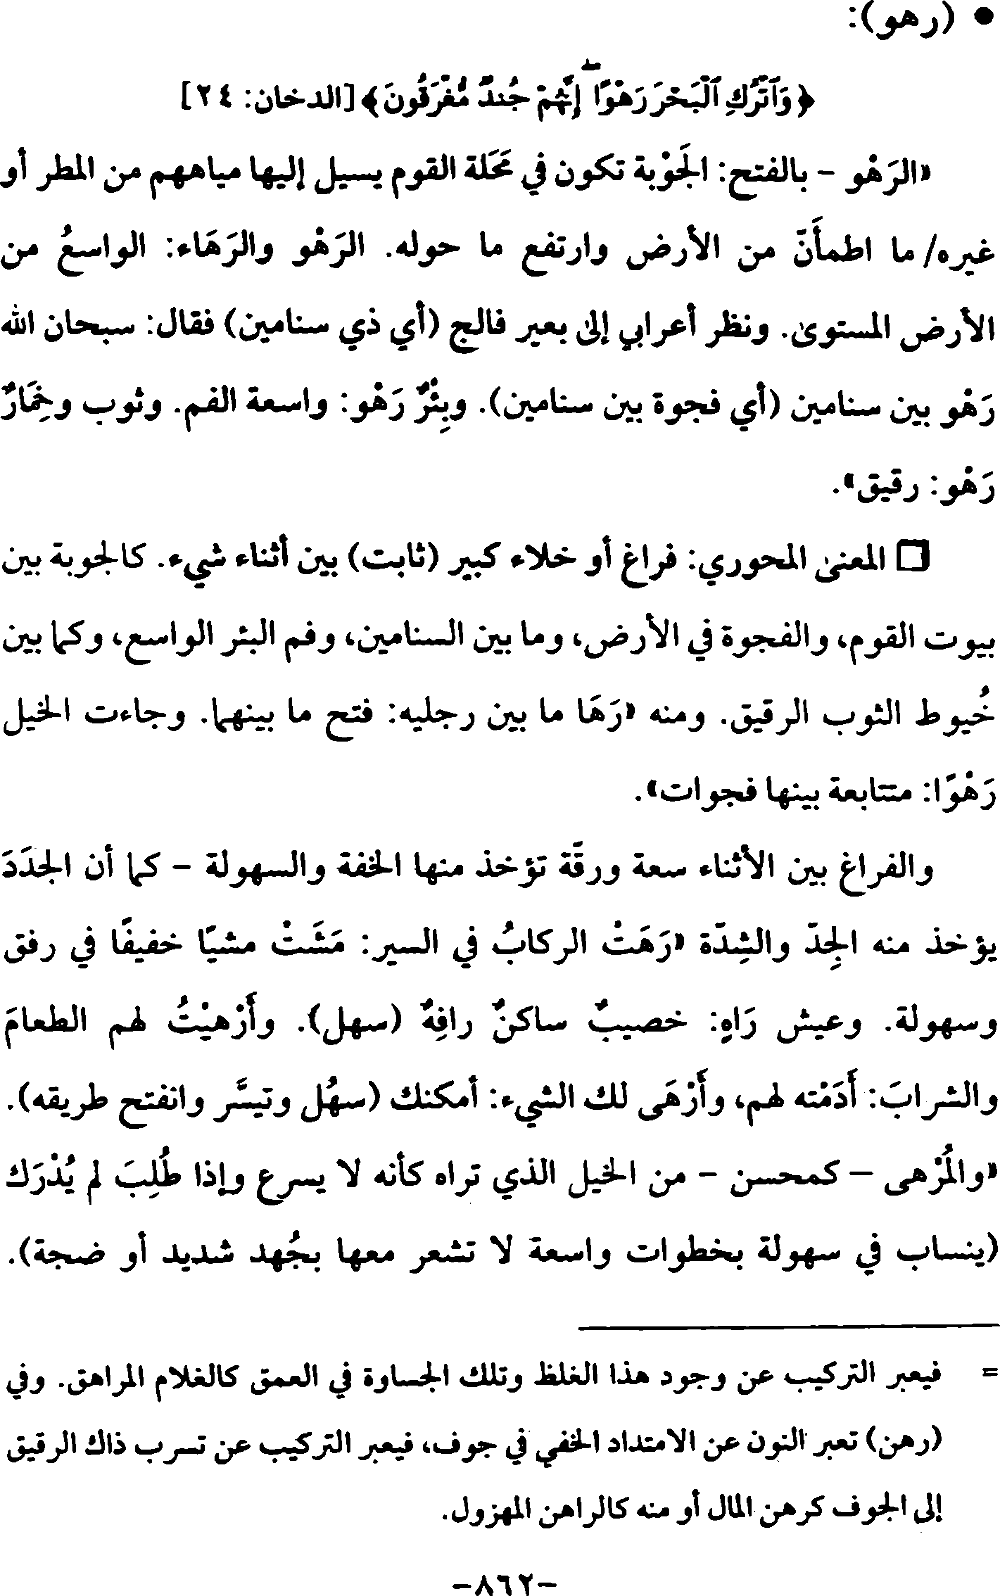 ● (رهو):
﴿وَٱتْرُكِ ٱلْبَحْرَ رَهْوًا ۖ إِنَّهُمْ جُندٌ مُّغْرَقُونَ﴾ [الدخان: ٢٤]
«الرَهْو - بالفتح: الجَوْبة تكون في مَحَلة القوم يسيل إليها مياههم من المطر أو
غيره/ ما اطمأَنّ من الأرض وارتفع ما حوله. الرَهْو والرَهَاء: الواسعُ من
الأرض المستوى. ونظر أعرابي إلى بعير فالج (أي ذي سنامين) فقال: سبحان الله
رَهْو بين سنامين (أي فجوة بين سنامين). وبِئْرٌ رَهْو: واسعة الفم. وثوب وخِمَارٌ
رَهْو: رقيق».
❏ المعنى المحوري: فراغ أو خلاء كبير (ثابت) بين أثناء شيء. كالجوبة بين
بيوت القوم، والفجوة في الأرض، وما بين السنامين، وفم البئر الواسع، وكما بين
خُيوط الثوب الرقيق. ومنه «رَهَا ما بين رجليه: فتح ما بينهما. وجاءت الخيل
رَهْوًا: متتابعة بينها فجوات».
والفراغ بين الأثناء سعة ورقَّة تؤخذ منها الخفة والسهولة - كما أن الجدَدَ
يؤخذ منه الجِدّ والشِدّة «رَهَتْ الركابُ في السير: مَشَتْ مشيًا خفيفًا في رفق
وسهولة. وعيش رَاهٍ: خصيبٌ ساكنٌ رافِهٌ (سهل). وأَرْهيْتُ لهم الطعامَ
والشرابَ: أَدَمْته لهم، وأَرْهَى لك الشيء: أمكنك (سهُل وتيسَّر وانفتح طريقه).
«والمُرْهى – كمحسن - من الخيل الذي تراه كأنه لا يسرع وإذا طُلِبَ لم يُدْرَك
(ينساب في سهولة بخطوات واسعة لا تشعر معها بجُهد شديد أو ضجة).
= فيعبر التركيب عن وجود هذا الغلظ وتلك الجساوة في العمق كالغلام المراهق. وفي
(رهن) تعبر النون عن الامتداد الخفي في جوف، فيعبر التركيب عن تسرب ذاك الرقيق
إلى الجوف كرهن المال أو منه كالراهن المهزول.
-٨٦٢-